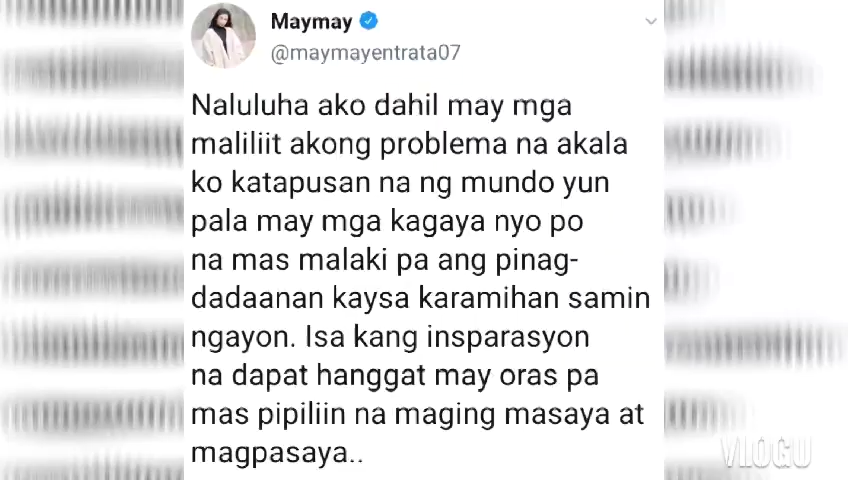 Maymay
@maymayentrata07
Naluluha ako dahil may mga
maliliit akong problema na akala
ko katapusan na ng mundo yun
pala may mga kagaya nyo po
na mas malaki pa ang pinag-
dadaanan kaysa karamihan samin
ngayon. Isa kang insparasyon
na dapat hanggat may oras pa
mas pipiliin na maging masaya at
magpasaya..
VLOGU